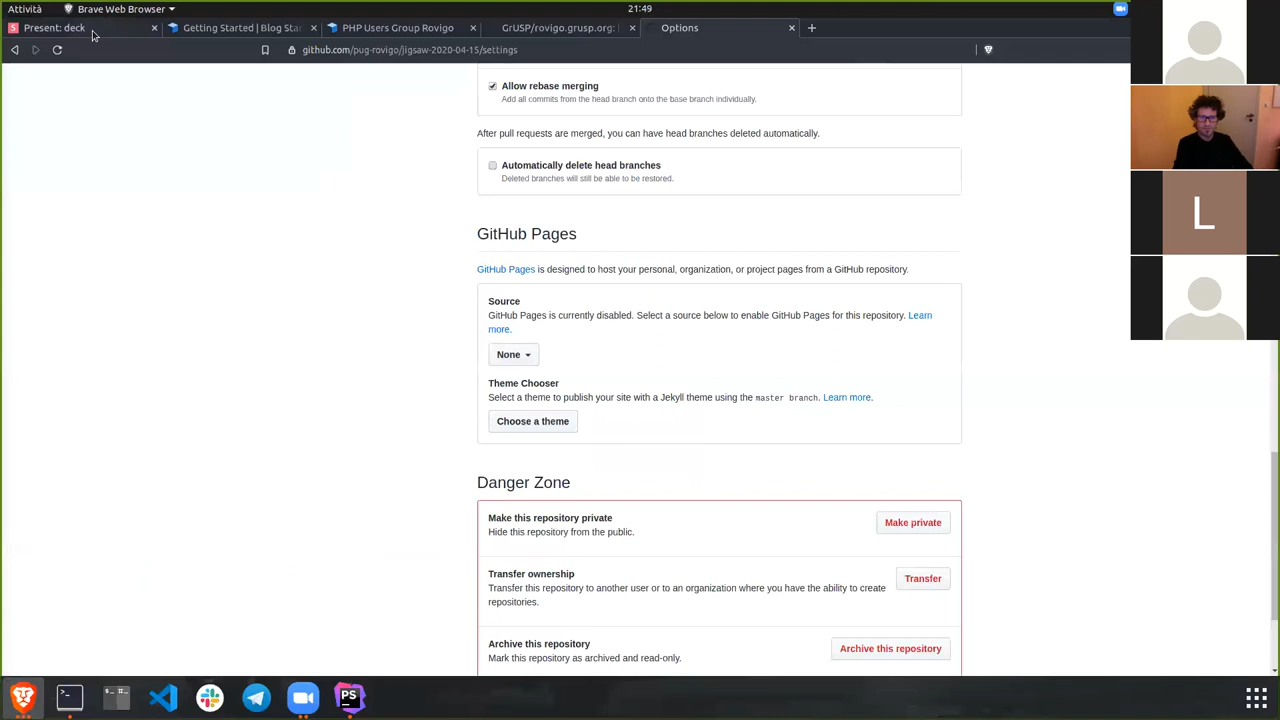 Attività
Brave Web Browser
21:49
Present: deck
Getting Started | Blog Sta
PHP Users Group Rovigo
GrUSP/rovigo.grusp.org:
Options
github.com/pug-rovigo/jigsaw-2020-04-15/settings
Allow rebase merging
Add all commits from the head branch onto the base branch individually.
After pull requests are merged, you can have head branches deleted automatically.
Automatically delete head branches
Deleted branches will still be able to be restored.
GitHub Pages
GitHub Pages is designed to host your personal, organization, or project pages from a GitHub repository.
Source
GitHub Pages is currently disabled. Select a source below to enable GitHub Pages for this repository. Learn
more.
None
Theme Chooser
Select a theme to publish your site with a Jekyll theme using the master branch. Learn more.
Choose a theme
Danger Zone
Make this repository private
Hide this repository from the public.
Make private
Transfer ownership
Transfer this repository to another user or to an organization where you have the ability to create
repositories.
Transfer
Archive this repository
Mark this repository as archived and read-only.
Archive this repository
L
PS